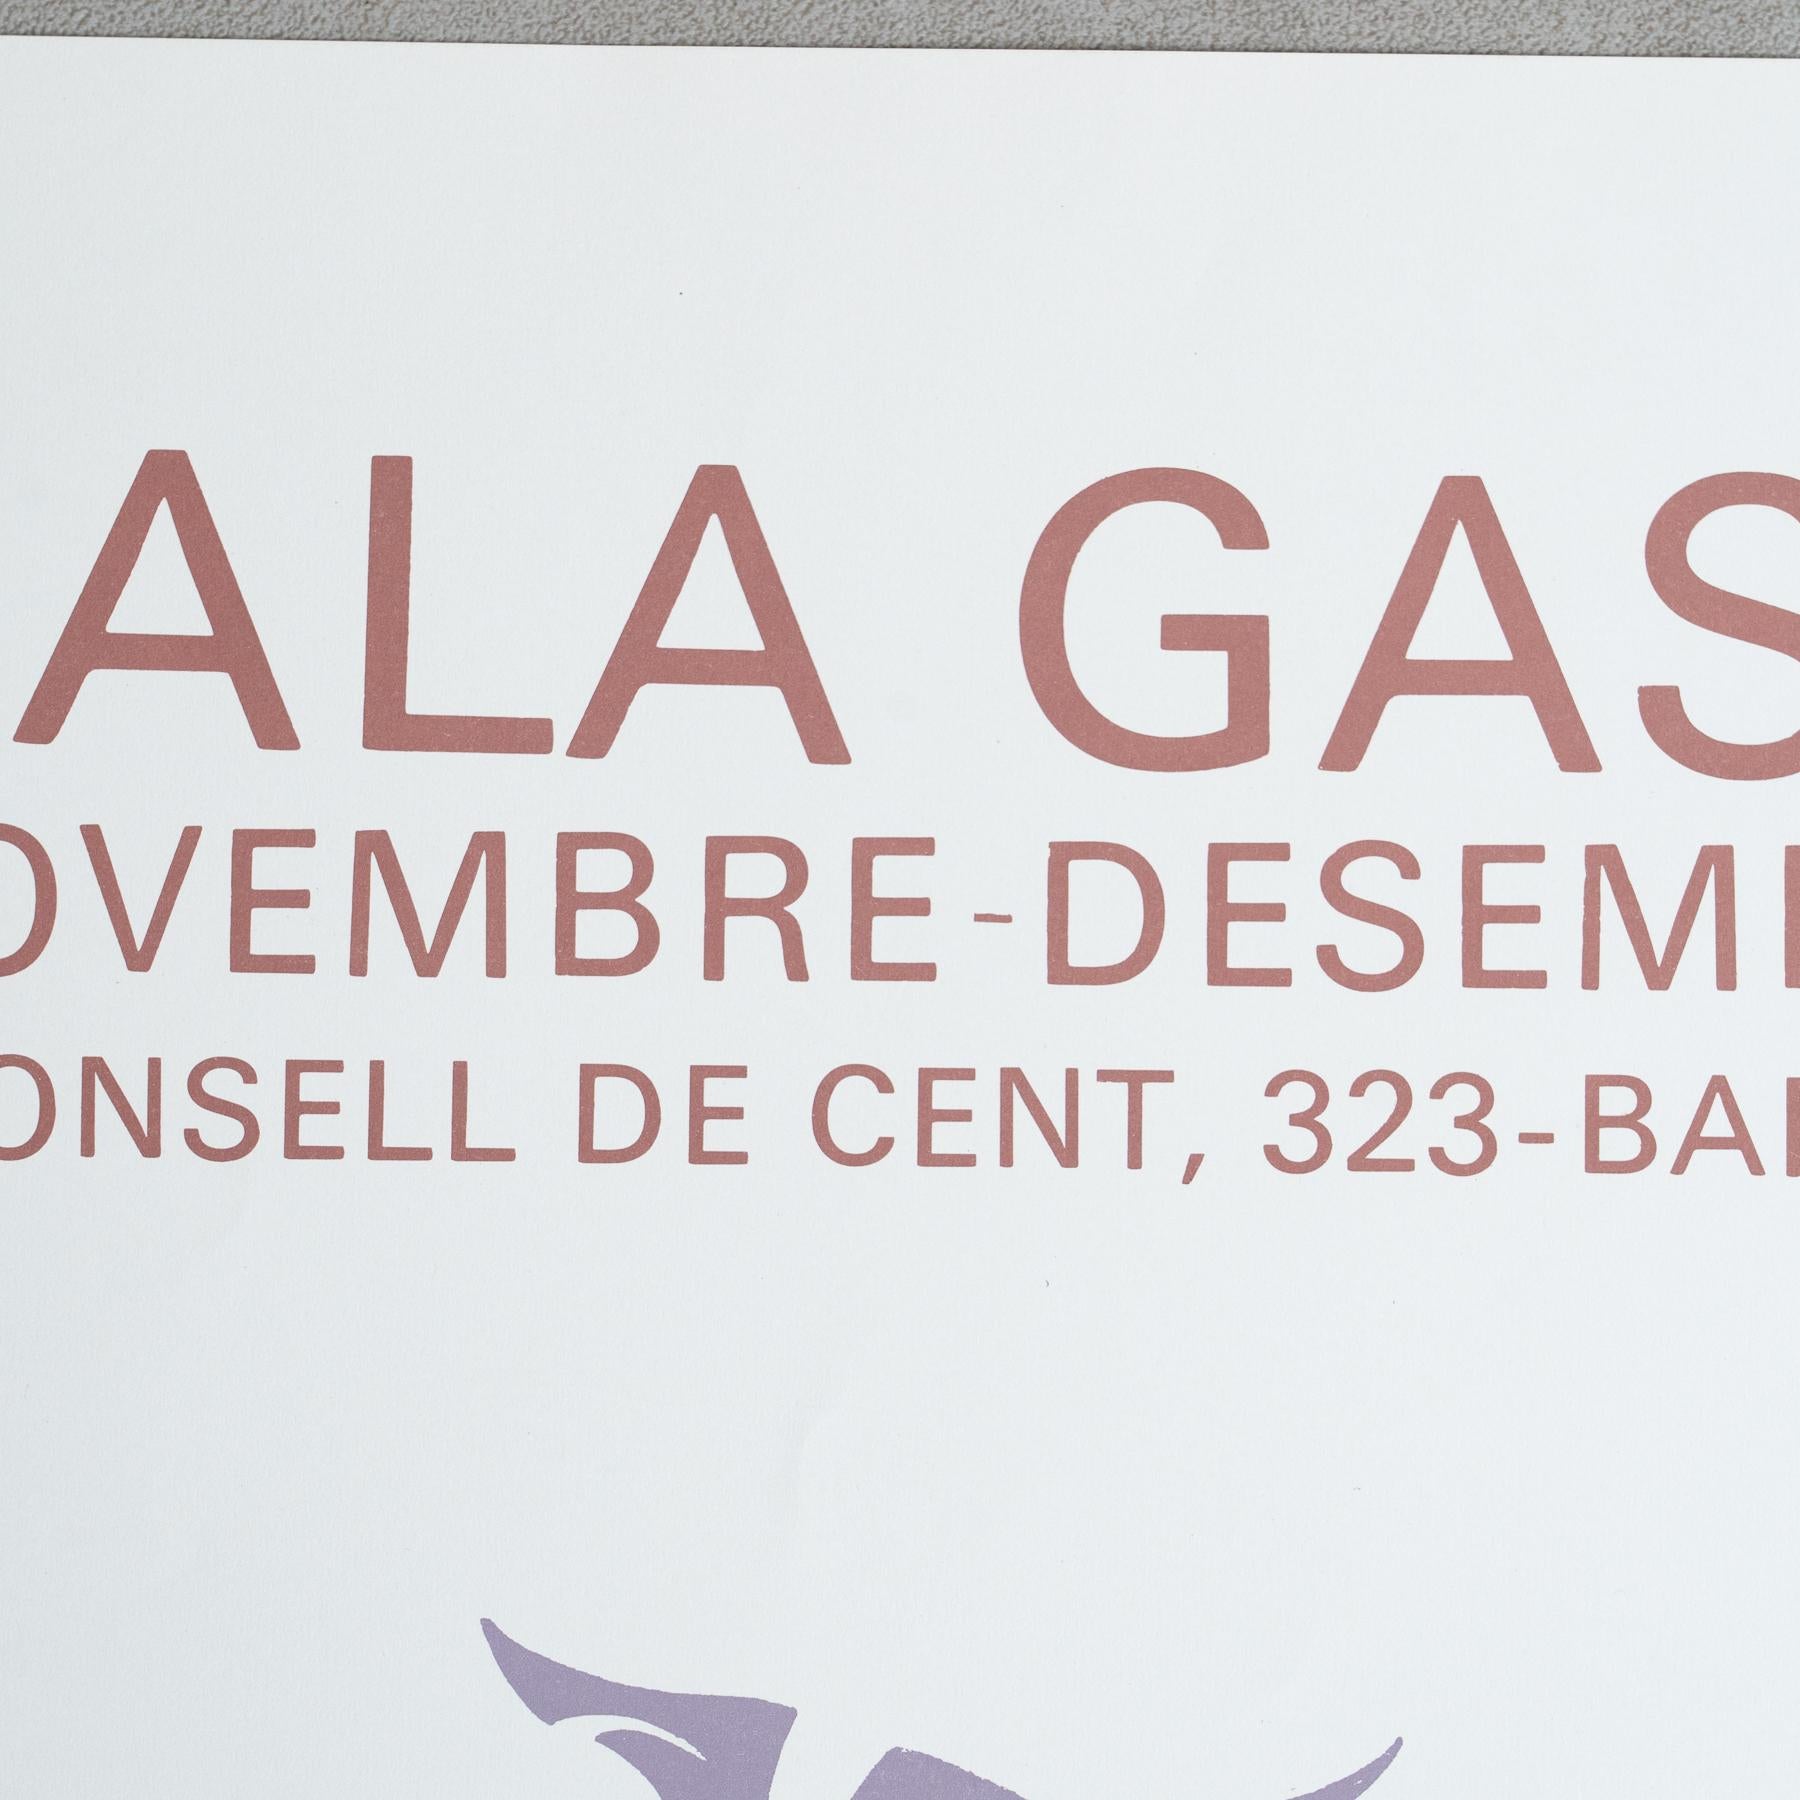 ALA GAS
OVEMBRE-DESEM
ONSELL DE CENT, 323-BA